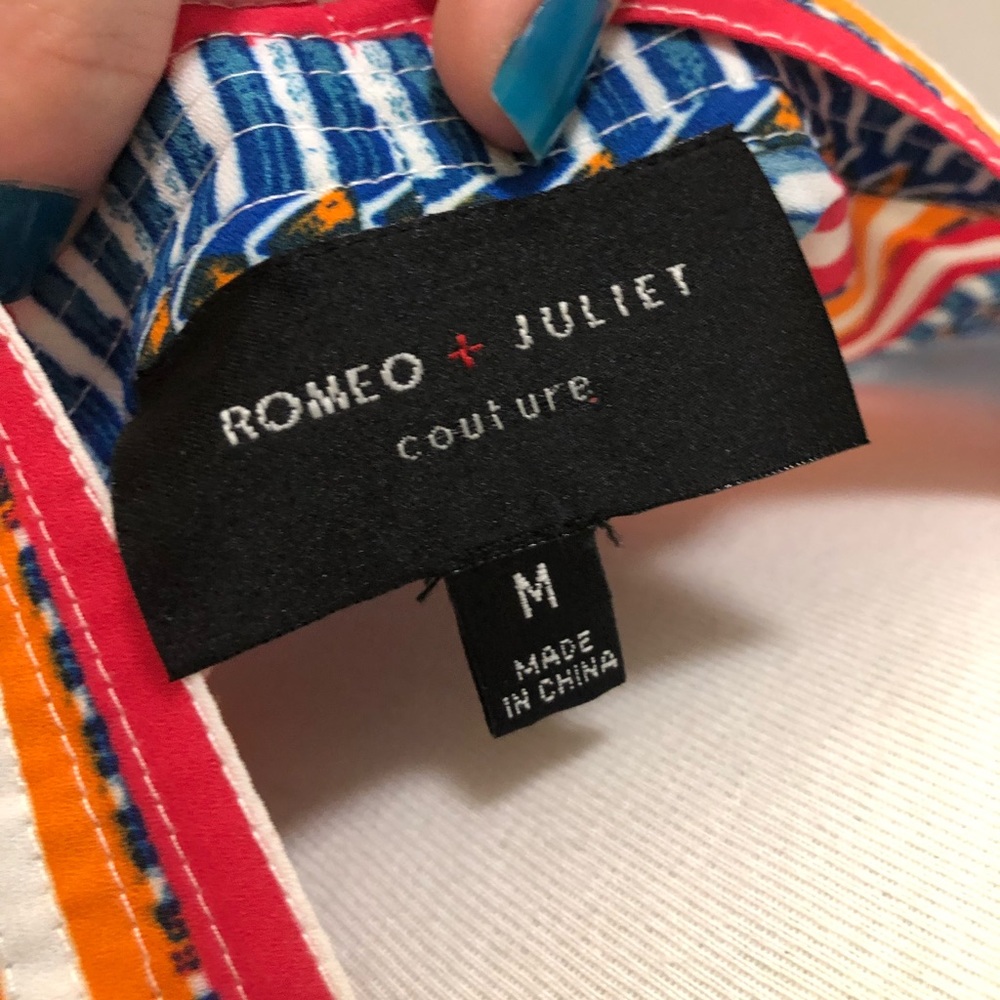 ROMEO + JULIET
couture
M
MADE
IN CHINA